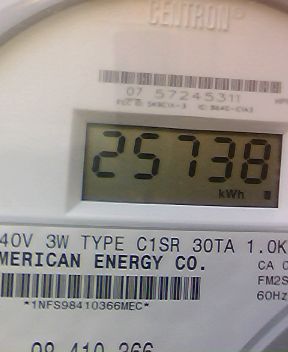 CENTRON®
07 57245311
25738
kWh
40V 3W TYPE C1SR 30TA 1.0K
MERICAN ENERGY CO.
CA 0
FM2S
60Hz
*1NFS98410366MEC*
98 410 366